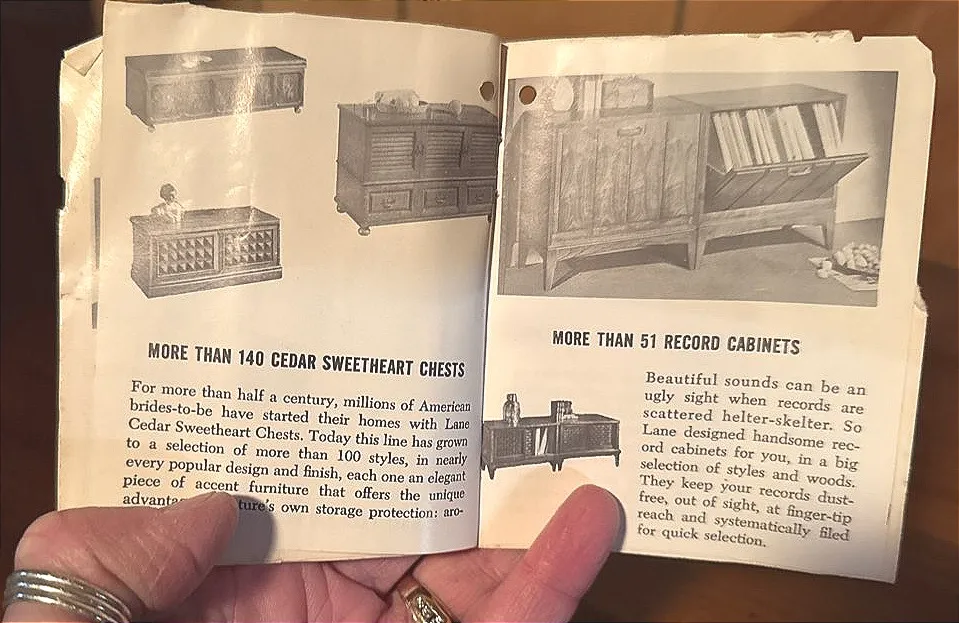 MORE THAN 140 CEDAR SWEETHEART CHESTS
For more than half a century, millions of American
brides-to-be have started their homes with Lane
Cedar Sweetheart Chests. Today this line has grown
to a selection of more than 100 styles, in nearly
every popular design and finish, each one an elegant
piece of accent furniture that offers the unique
ture's own storage protection: aro-
MORE THAN 51 RECORD CABINETS
Beautiful sounds can be an
ugly sight when records are
scattered helter-skelter. So
Lane designed handsome rec-
ord cabinets for you, in a big
selection of styles and woods.
They keep your records dust-
free, out of sight, at finger-tip
reach and systematically filed
for quick selection.